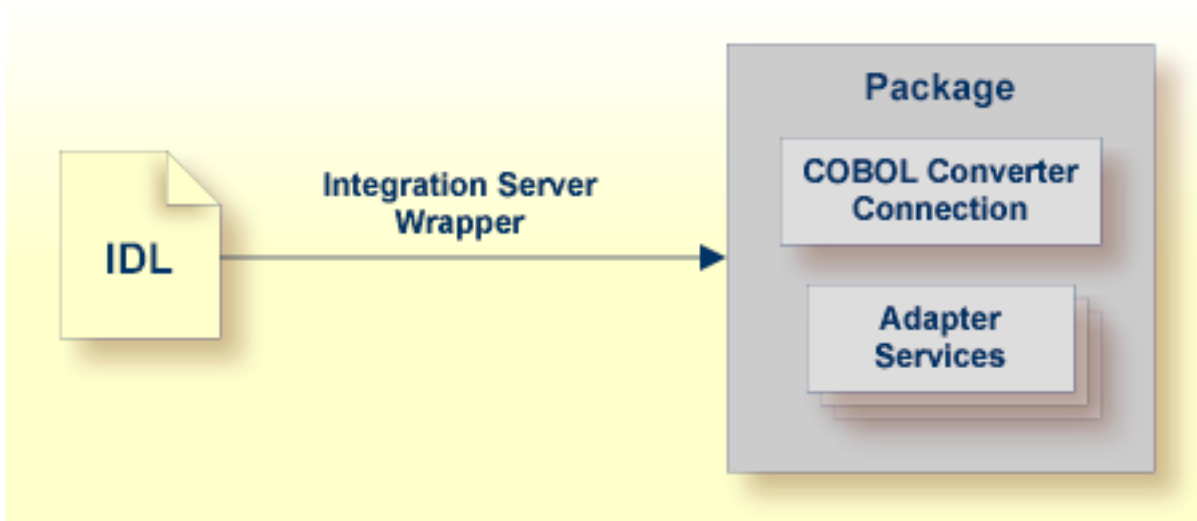 Package
COBOL Converter
Connection
Integration Server
Wrapper
IDL
Adapter
Services